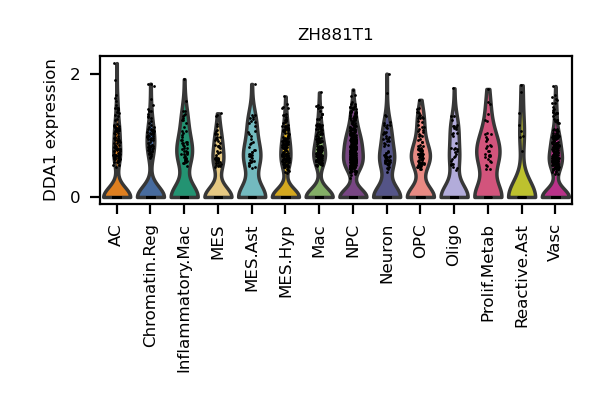 ZH881T1
DDA1 expression
2
0
AC
Chromatin.Reg
Inflammatory.Mac
MES
MES.Ast
MES.Hyp
Mac
NPC
Neuron
OPC
Oligo
Prolif.Metab
Reactive.Ast
Vasc